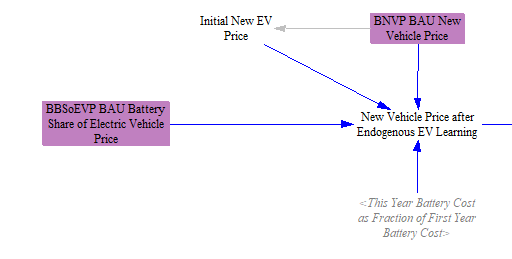 Initial New EV
Price
BNVP BAU New
Vehicle Price
BBSoEVP BAU Battery
Share of Electric Vehicle
Price
New Vehicle Price after
Endogenous EV Learning
<This Year Battery Cost
as Fraction of First Year
Battery Cost>